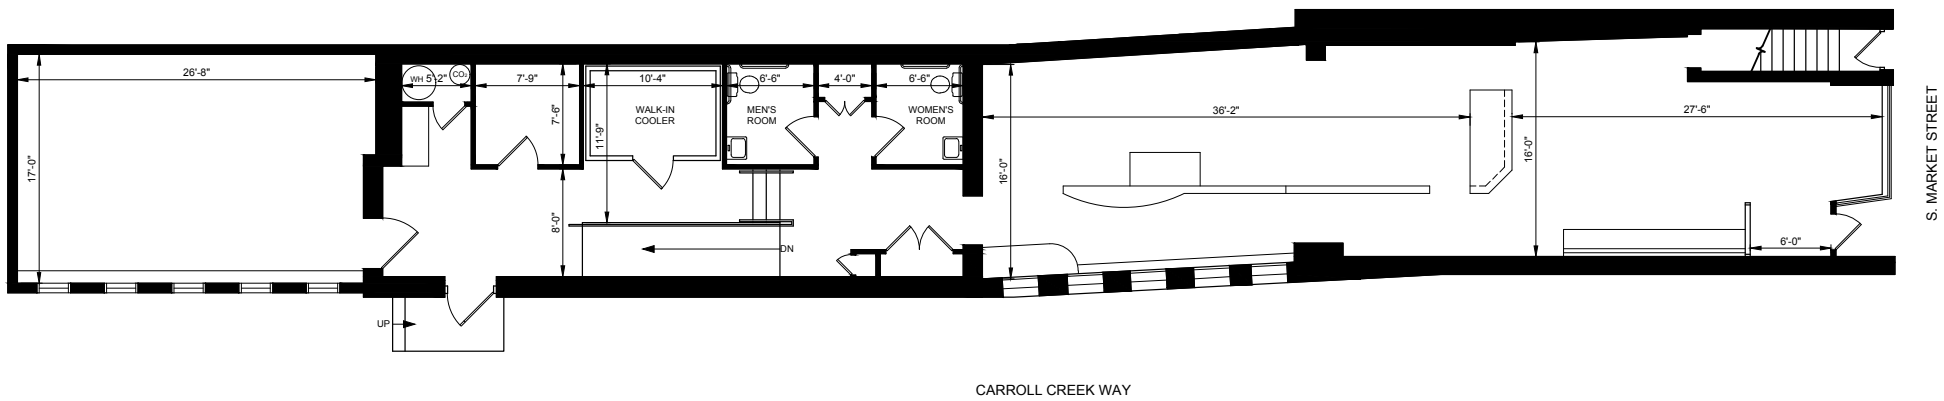 26'-8"
17'-0"
WH 5'-2" CO2
7'-9"
7'-6"
10'-4"
WALK-IN
COOLER
11'-9"
6'-6"
MEN'S
ROOM
4'-0"
6'-6"
WOMEN'S
ROOM
36'-2"
27'-6"
16'-0"
16'-0"
8'-0"
DN
6'-0"
UP
S. MARKET STREET
CARROLL CREEK WAY